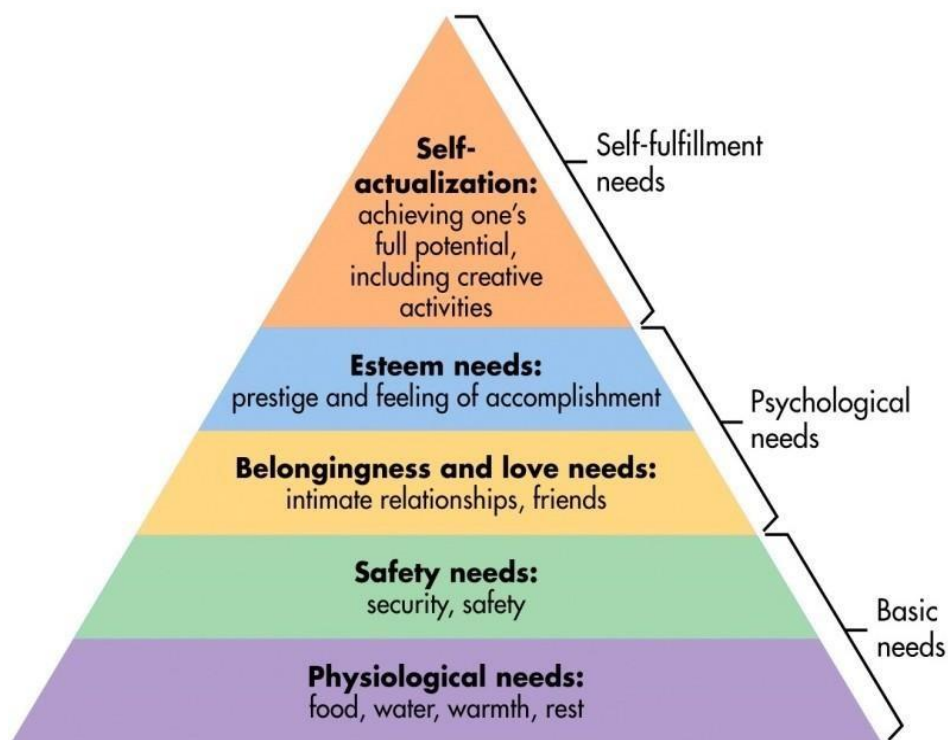 Self-
actualization:
achieving one's
full potential,
including creative
activities
Self-fulfillment
needs
Esteem needs:
prestige and feeling of accomplishment
Psychological
needs
Belongingness and love needs:
intimate relationships, friends
Safety needs:
security, safety
Basic
needs
Physiological needs:
food, water, warmth, rest